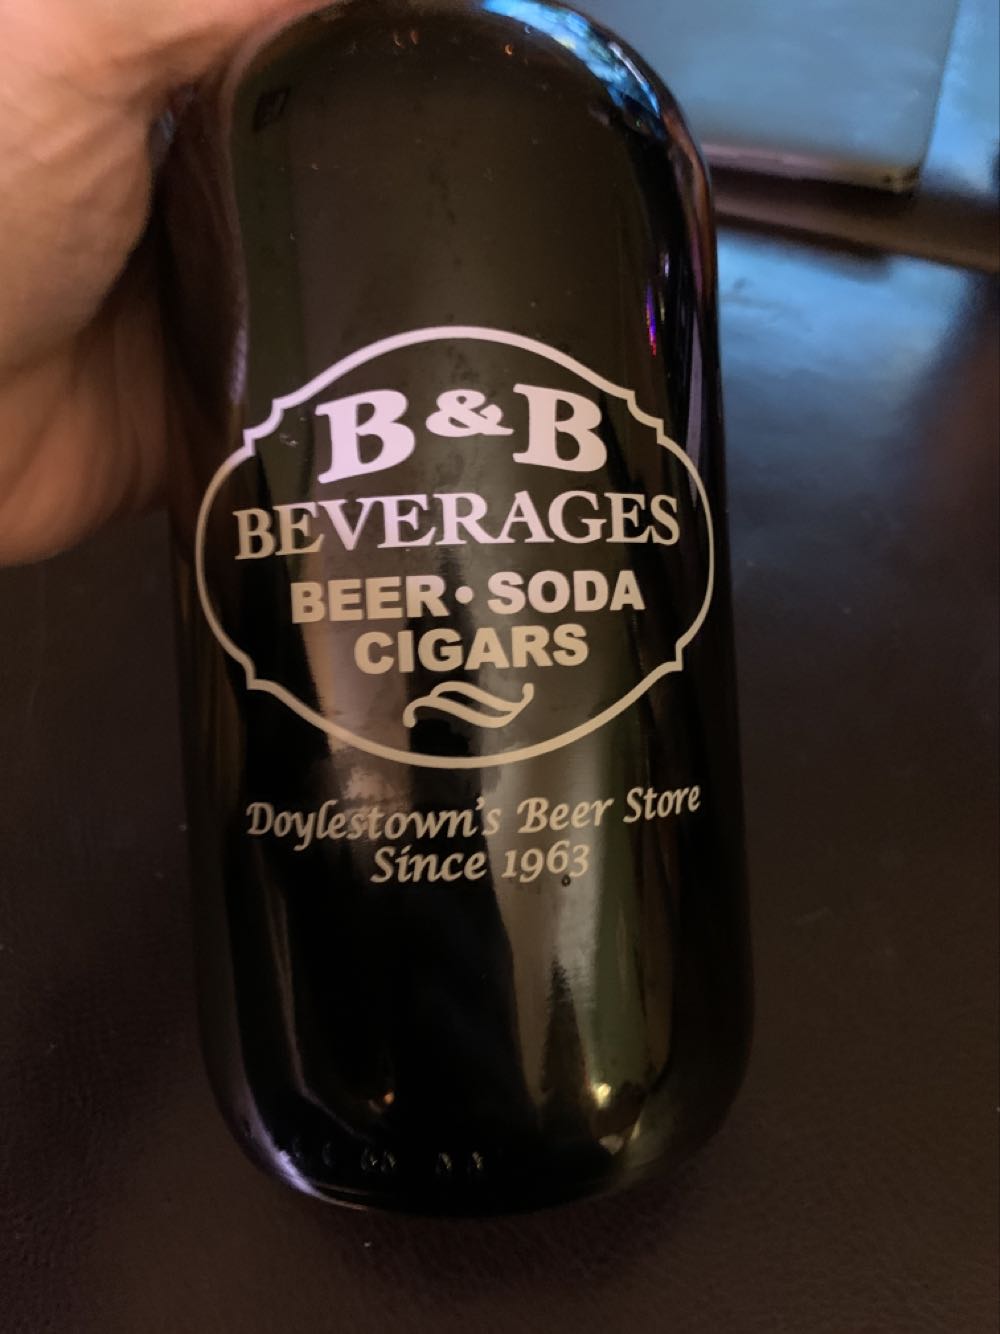 B & B
BEVERAGES
BEER • SODA
CIGARS
Doylestown's Beer Store
Since 1963